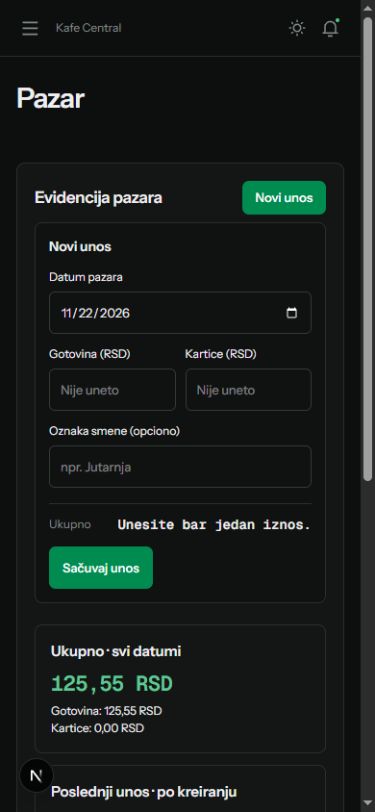 Kafe Central
Pazar
Evidencija pazara
Novi unos
Novi unos
Datum pazara
11/22/2026
Gotovina (RSD) Kartice (RSD)
Nije uneto Nije uneto
Oznaka smene (opciono)
npr. Jutarnja
Ukupno Unesite bar jedan iznos.
Sačuvaj unos
Ukupno · svi datumi
125,55 RSD
Gotovina: 125,55 RSD
Kartice: 0,00 RSD
N
Poslednji unos · po kreiranju